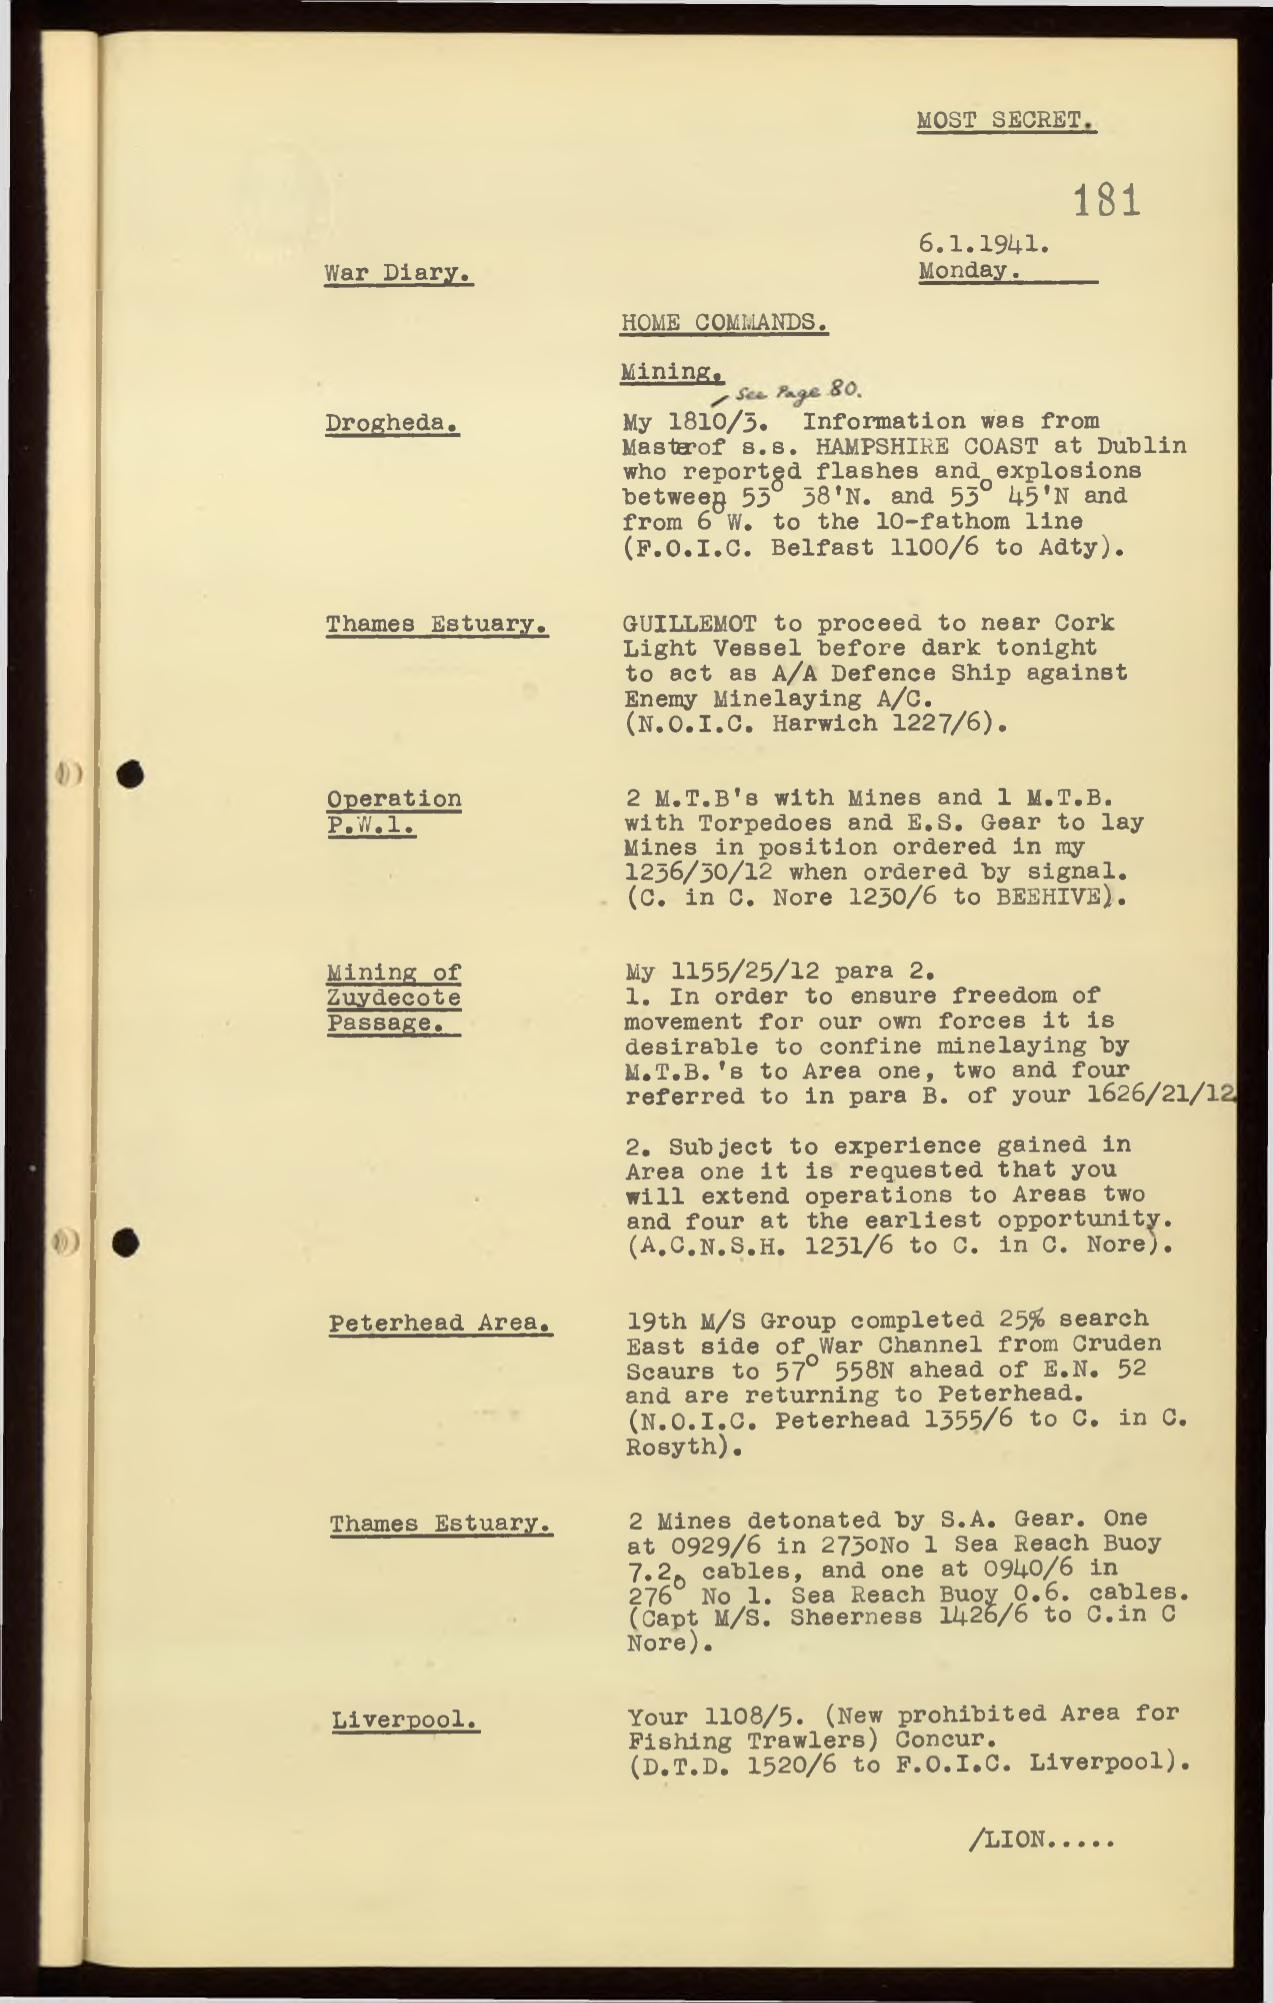 MOST SECRET.
181
6.1.1941.
War Diary.
Monday.
HOME COMMANDS.
Mining.
See Page 80.
Drogheda.
My 1810/3. Information was from
Masterof s.s. HAMPSHIRE COAST at Dublin
who reported flashes and explosions
between 53° 38'N. and 53° 45'N and
from 6°W. to the 10-fathom line
(F.O.I.C. Belfast 1100/6 to Adty).
Thames Estuary.
GUILLEMOT to proceed to near Cork
Light Vessel before dark tonight
to act as A/A Defence Ship against
Enemy Minelaying A/C.
(N.O.I.C. Harwich 1227/6).
Operation
P.W.1.
2 M.T.B's with Mines and 1 M.T.B.
with Torpedoes and E.S. Gear to lay
Mines in position ordered in my
1236/30/12 when ordered by signal.
(C. in C. Nore 1230/6 to BEEHIVE).
Mining of
Zuydecote
Passage.
My 1155/25/12 para 2.
1. In order to ensure freedom of
movement for our own forces it is
desirable to confine minelaying by
M.T.B.'s to Area one, two and four
referred to in para B. of your 1626/21/12.
2. Subject to experience gained in
Area one it is requested that you
will extend operations to Areas two
and four at the earliest opportunity.
(A.C.N.S.H. 1231/6 to C. in C. Nore).
Peterhead Area.
19th M/S Group completed 25% search
East side of War Channel from Cruden
Scaurs to 57° 558N ahead of E.N. 52
and are returning to Peterhead.
(N.O.I.C. Peterhead 1355/6 to C. in C.
Rosyth).
Thames Estuary.
2 Mines detonated by S.A. Gear. One
at 0929/6 in 273oNo 1 Sea Reach Buoy
7.2. cables, and one at 0940/6 in
276° No 1. Sea Reach Buoy 0.6. cables.
(Capt M/S. Sheerness 1426/6 to C.in C
Nore).
Liverpool.
Your 1108/5. (New prohibited Area for
Fishing Trawlers) Concur.
(D.T.D. 1520/6 to F.O.I.C. Liverpool).
/LION.....